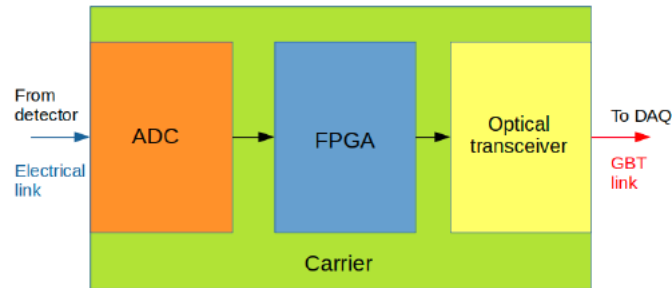 From
detector
Electrical
link
ADC
FPGA
Optical
transceiver
To DAQ
GBT
link
Carrier